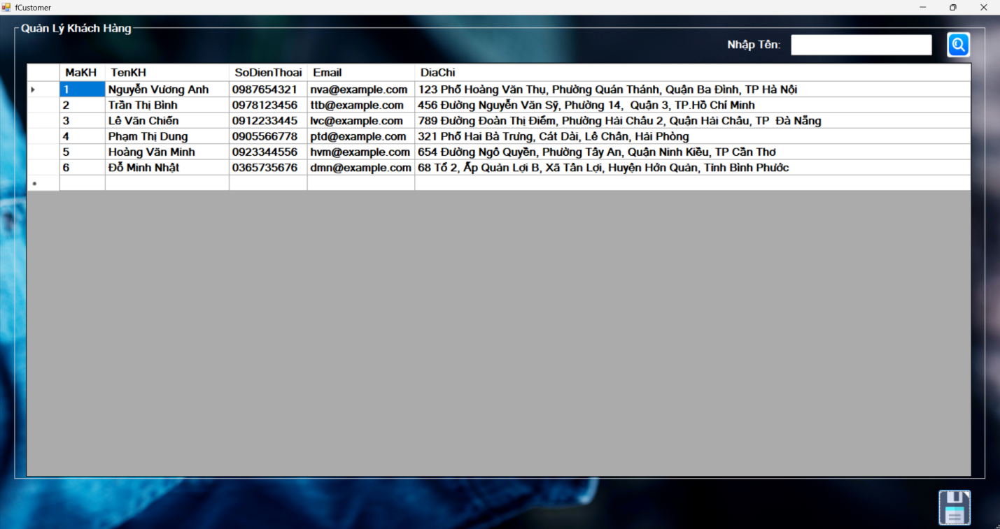 fCustomer
Quản Lý Khách Hàng
Nhập Tên:
MaKH TenKH SoDienThoai Email DiaChi
1 Nguyễn Vương Anh 0987654321 nva@example.com 123 Phố Hoàng Văn Thụ, Phường Quán Thánh, Quận Ba Đình, TP Hà Nội
2 Trần Thị Bình 0978123456 ttb@example.com 456 Đường Nguyễn Văn Sỹ, Phường 14, Quận 3, TP.Hồ Chí Minh
3 Lê Văn Chiến 0912233445 lvc@example.com 789 Đường Đoàn Thị Điểm, Phường Hải Châu 2, Quận Hải Châu, TP Đà Nẵng
4 Phạm Thị Dung 0905566778 ptd@example.com 321 Phố Hai Bà Trưng, Cát Dài, Lê Chân, Hải Phòng
5 Hoàng Văn Minh 0923344556 hvm@example.com 654 Đường Ngô Quyền, Phường Tây An, Quận Ninh Kiều, TP Cần Thơ
6 Đỗ Minh Nhật 0365735676 dmn@example.com 68 Tổ 2, Ấp Quản Lợi B, Xã Tân Lợi, Huyện Hớn Quản, Tỉnh Bình Phước